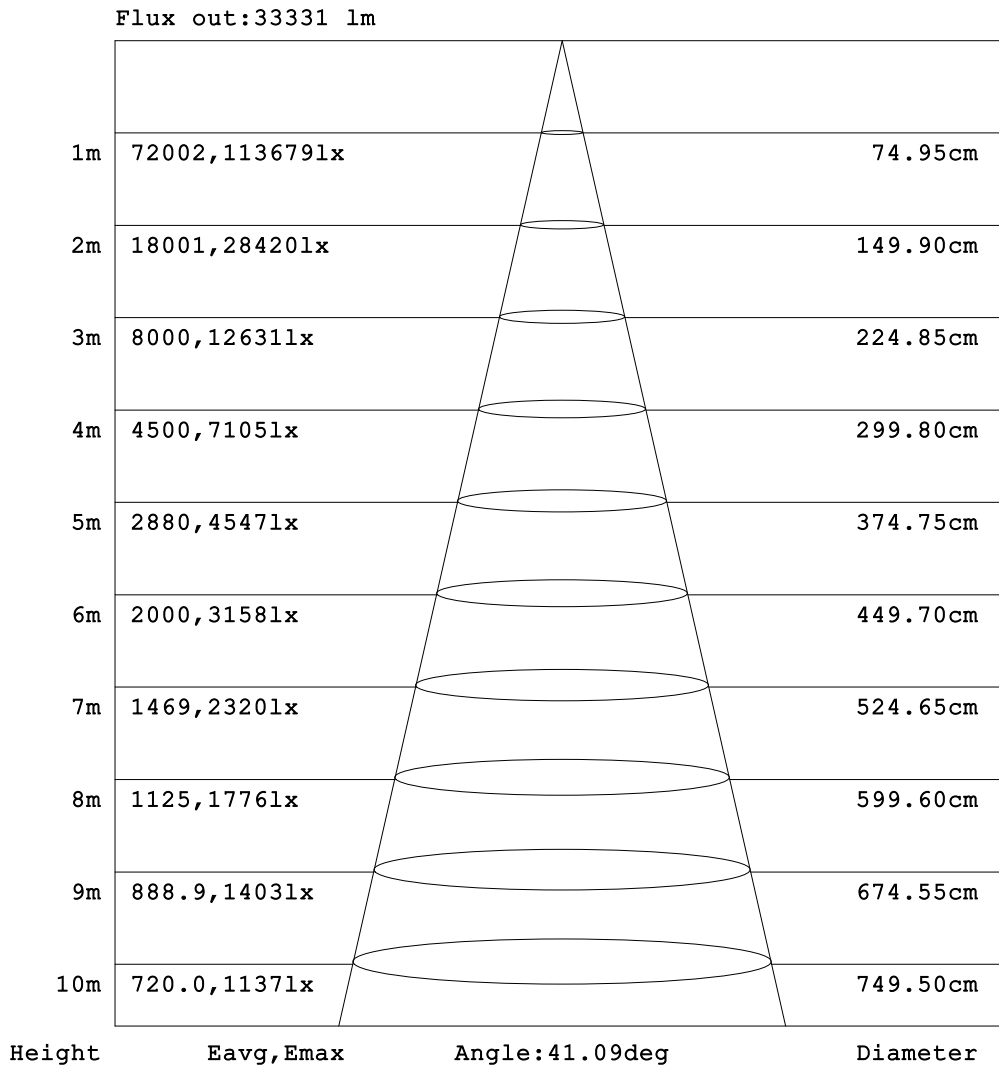 Flux out:33331 lm
1m 72002,113679lx 74.95cm
2m 18001,28420lx 149.90cm
3m 8000,12631lx 224.85cm
4m 4500,7105lx 299.80cm
5m 2880,4547lx 374.75cm
6m 2000,3158lx 449.70cm
7m 1469,2320lx 524.65cm
8m 1125,1776lx 599.60cm
9m 888.9,1403lx 674.55cm
10m 720.0,1137lx 749.50cm
Height Eavg,Emax Angle:41.09deg Diameter